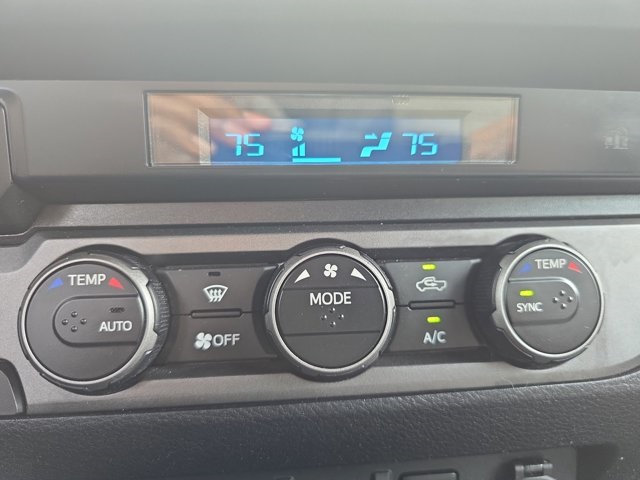 75 75
TEMP
AUTO
OFF
MODE
A/C
TEMP
SYNC